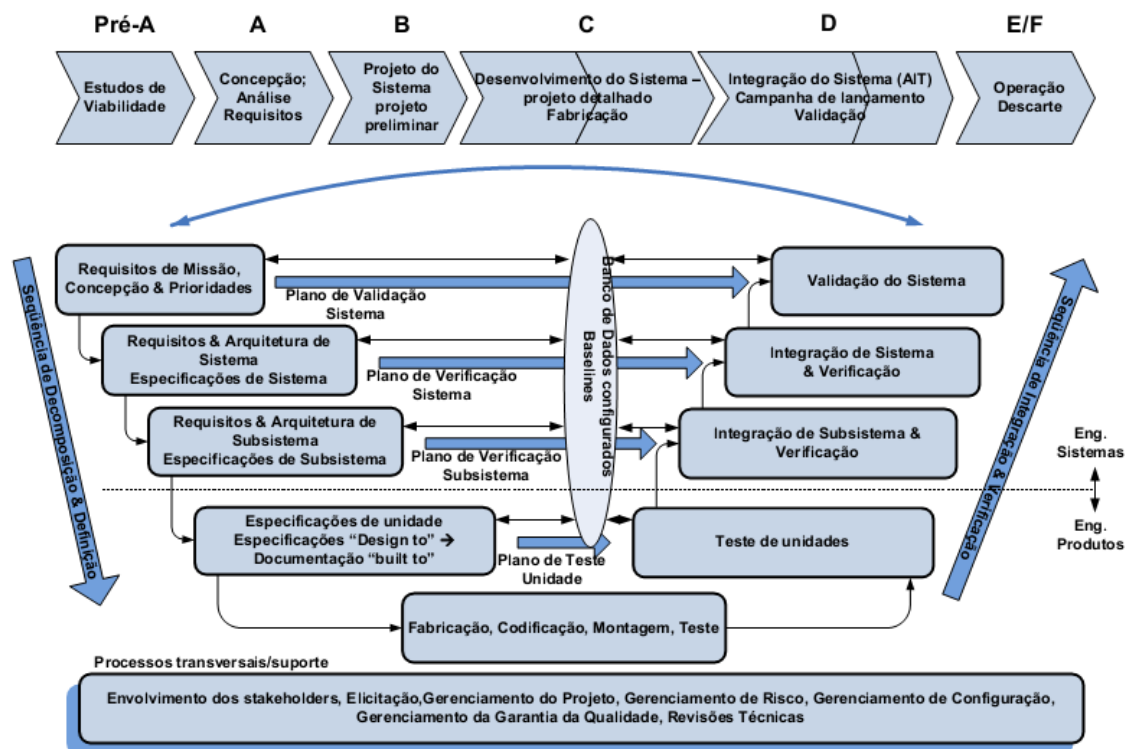 Pré-A
A
B
C
D
E/F
Estudos de
Viabilidade
Concepção;
Análise
Requisitos
Projeto do
Sistema
projeto
preliminar
Desenvolvimento do Sistema –
projeto detalhado
Fabricação
Integração do Sistema (AIT)
Campanha de lançamento
Validação
Operação
Descarte
Seqüência de Decomposição & Definição
Requisitos de Missão,
Concepção & Prioridades
Plano de Validação
Sistema
Validação do Sistema
Requisitos & Arquitetura de
Sistema
Especificações de Sistema
Plano de Verificação
Sistema
Integração de Sistema
& Verificação
Requisitos & Arquitetura de
Subsistema
Especificações de Subsistema
Plano de Verificação
Subsistema
Integração de Subsistema &
Verificação
Banco de Dados configurados
Baselines
Seqüência de Integração & Verificação
Eng.
Sistemas
Eng.
Produtos
Especificações de unidade
Especificações “Design to” →
Documentação “built to”
Plano de Teste
Unidade
Teste de unidades
Fabricação, Codificação, Montagem, Teste
Processos transversais/suporte
Envolvimento dos stakeholders, Elicitação,Gerenciamento do Projeto, Gerenciamento de Risco, Gerenciamento de Configuração,
Gerenciamento da Garantia da Qualidade, Revisões Técnicas